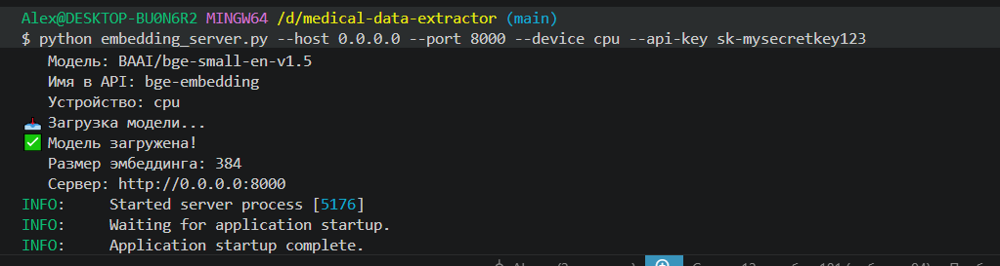 Alex@DESKTOP-BU0N6R2 MINGW64 /d/medical-data-extractor (main)
$ python embedding_server.py --host 0.0.0.0 --port 8000 --device cpu --api-key sk-mysecretkey123
Модель: BAAI/bge-small-en-v1.5
Имя в API: bge-embedding
Устройство: cpu
Загрузка модели...
Модель загружена!
Размер эмбеддинга: 384
Сервер: http://0.0.0.0:8000
INFO: Started server process [5176]
INFO: Waiting for application startup.
INFO: Application startup complete.